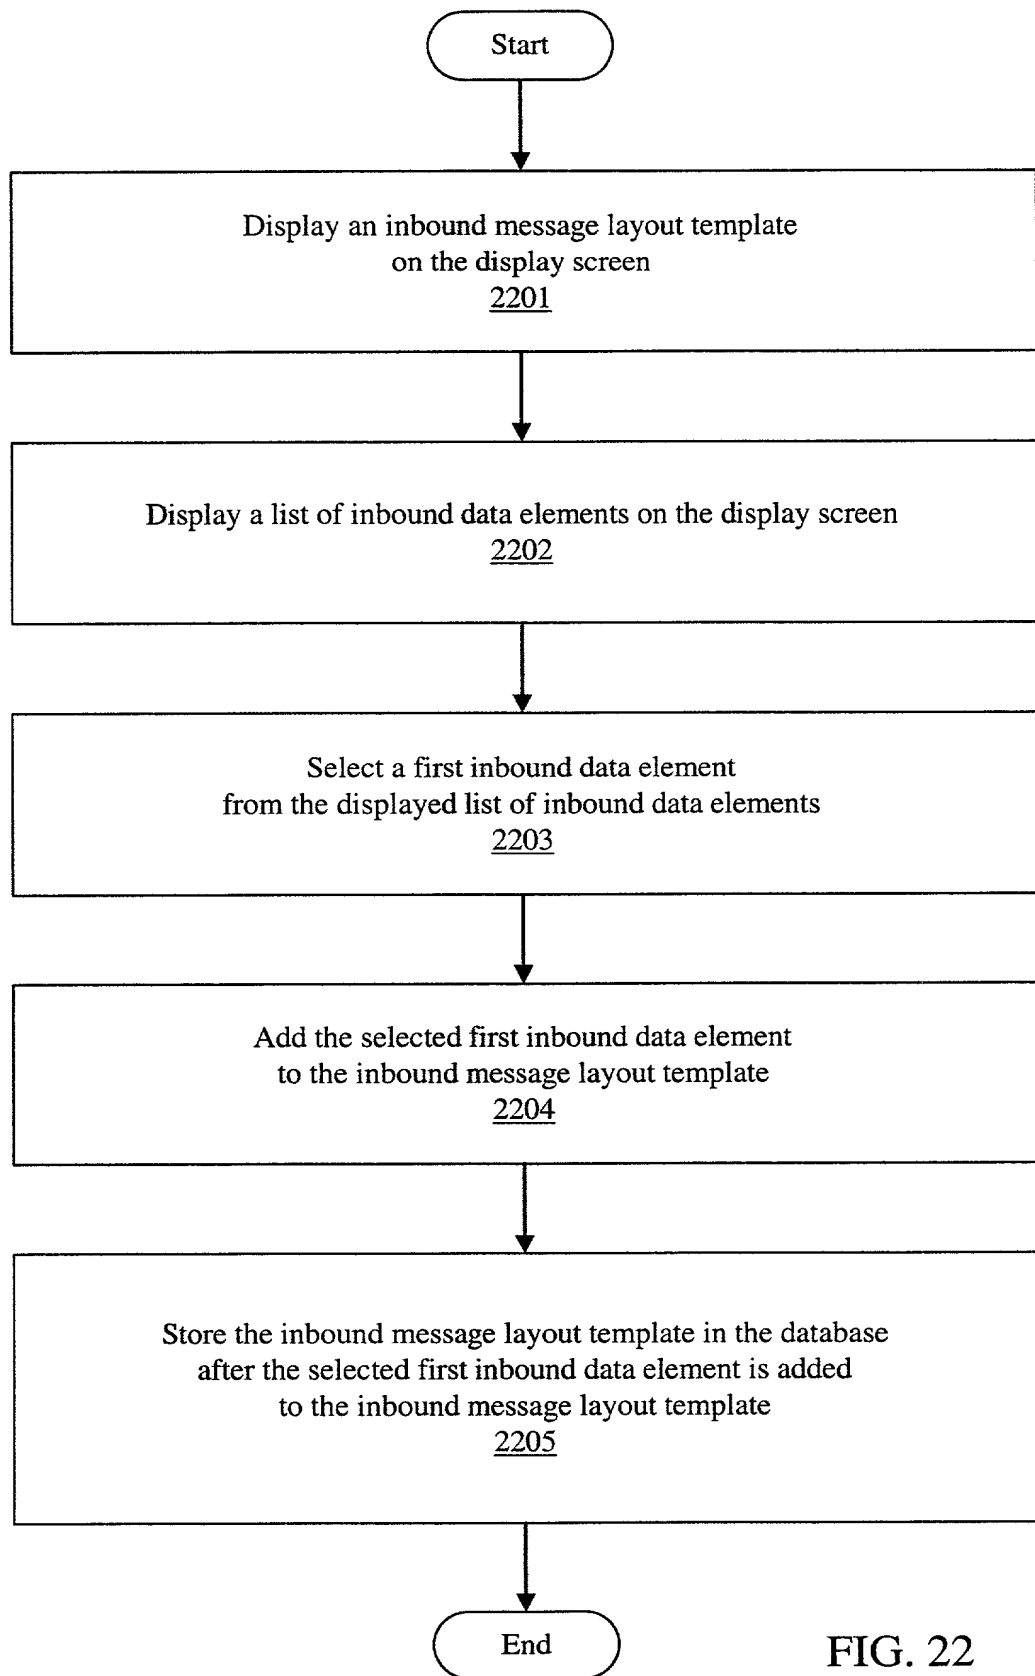 Start
Display an inbound message layout template
on the display screen
2201
Display a list of inbound data elements on the display screen
2202
Select a first inbound data element
from the displayed list of inbound data elements
2203
Add the selected first inbound data element
to the inbound message layout template
2204
Store the inbound message layout template in the database
after the selected first inbound data element is added
to the inbound message layout template
2205
End
FIG. 22